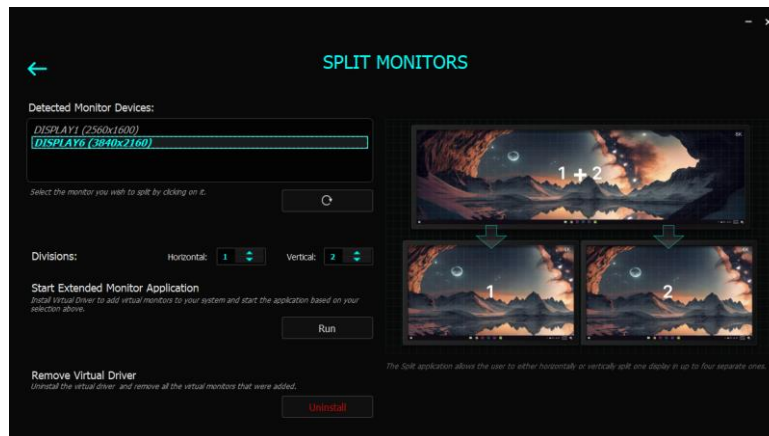 SPLIT MONITORS
Detected Monitor Devices:
DISPLAY1 (2560x1600)
DISPLAY6 (3840x2160)
Select the monitor you wish to split by clicking on it.
Divisions:
Horizontal: 1
Vertical: 2
Start Extended Monitor Application
Install Virtual Driver to add virtual monitors to your system and start the application based on your
selection above.
Run
Remove Virtual Driver
Uninstall the virtual driver and remove all the virtual monitors that were added.
Uninstall
8K
1 + 2
1
2
The Split application allows the user to either horizontally or vertically split one display in up to four separate ones.